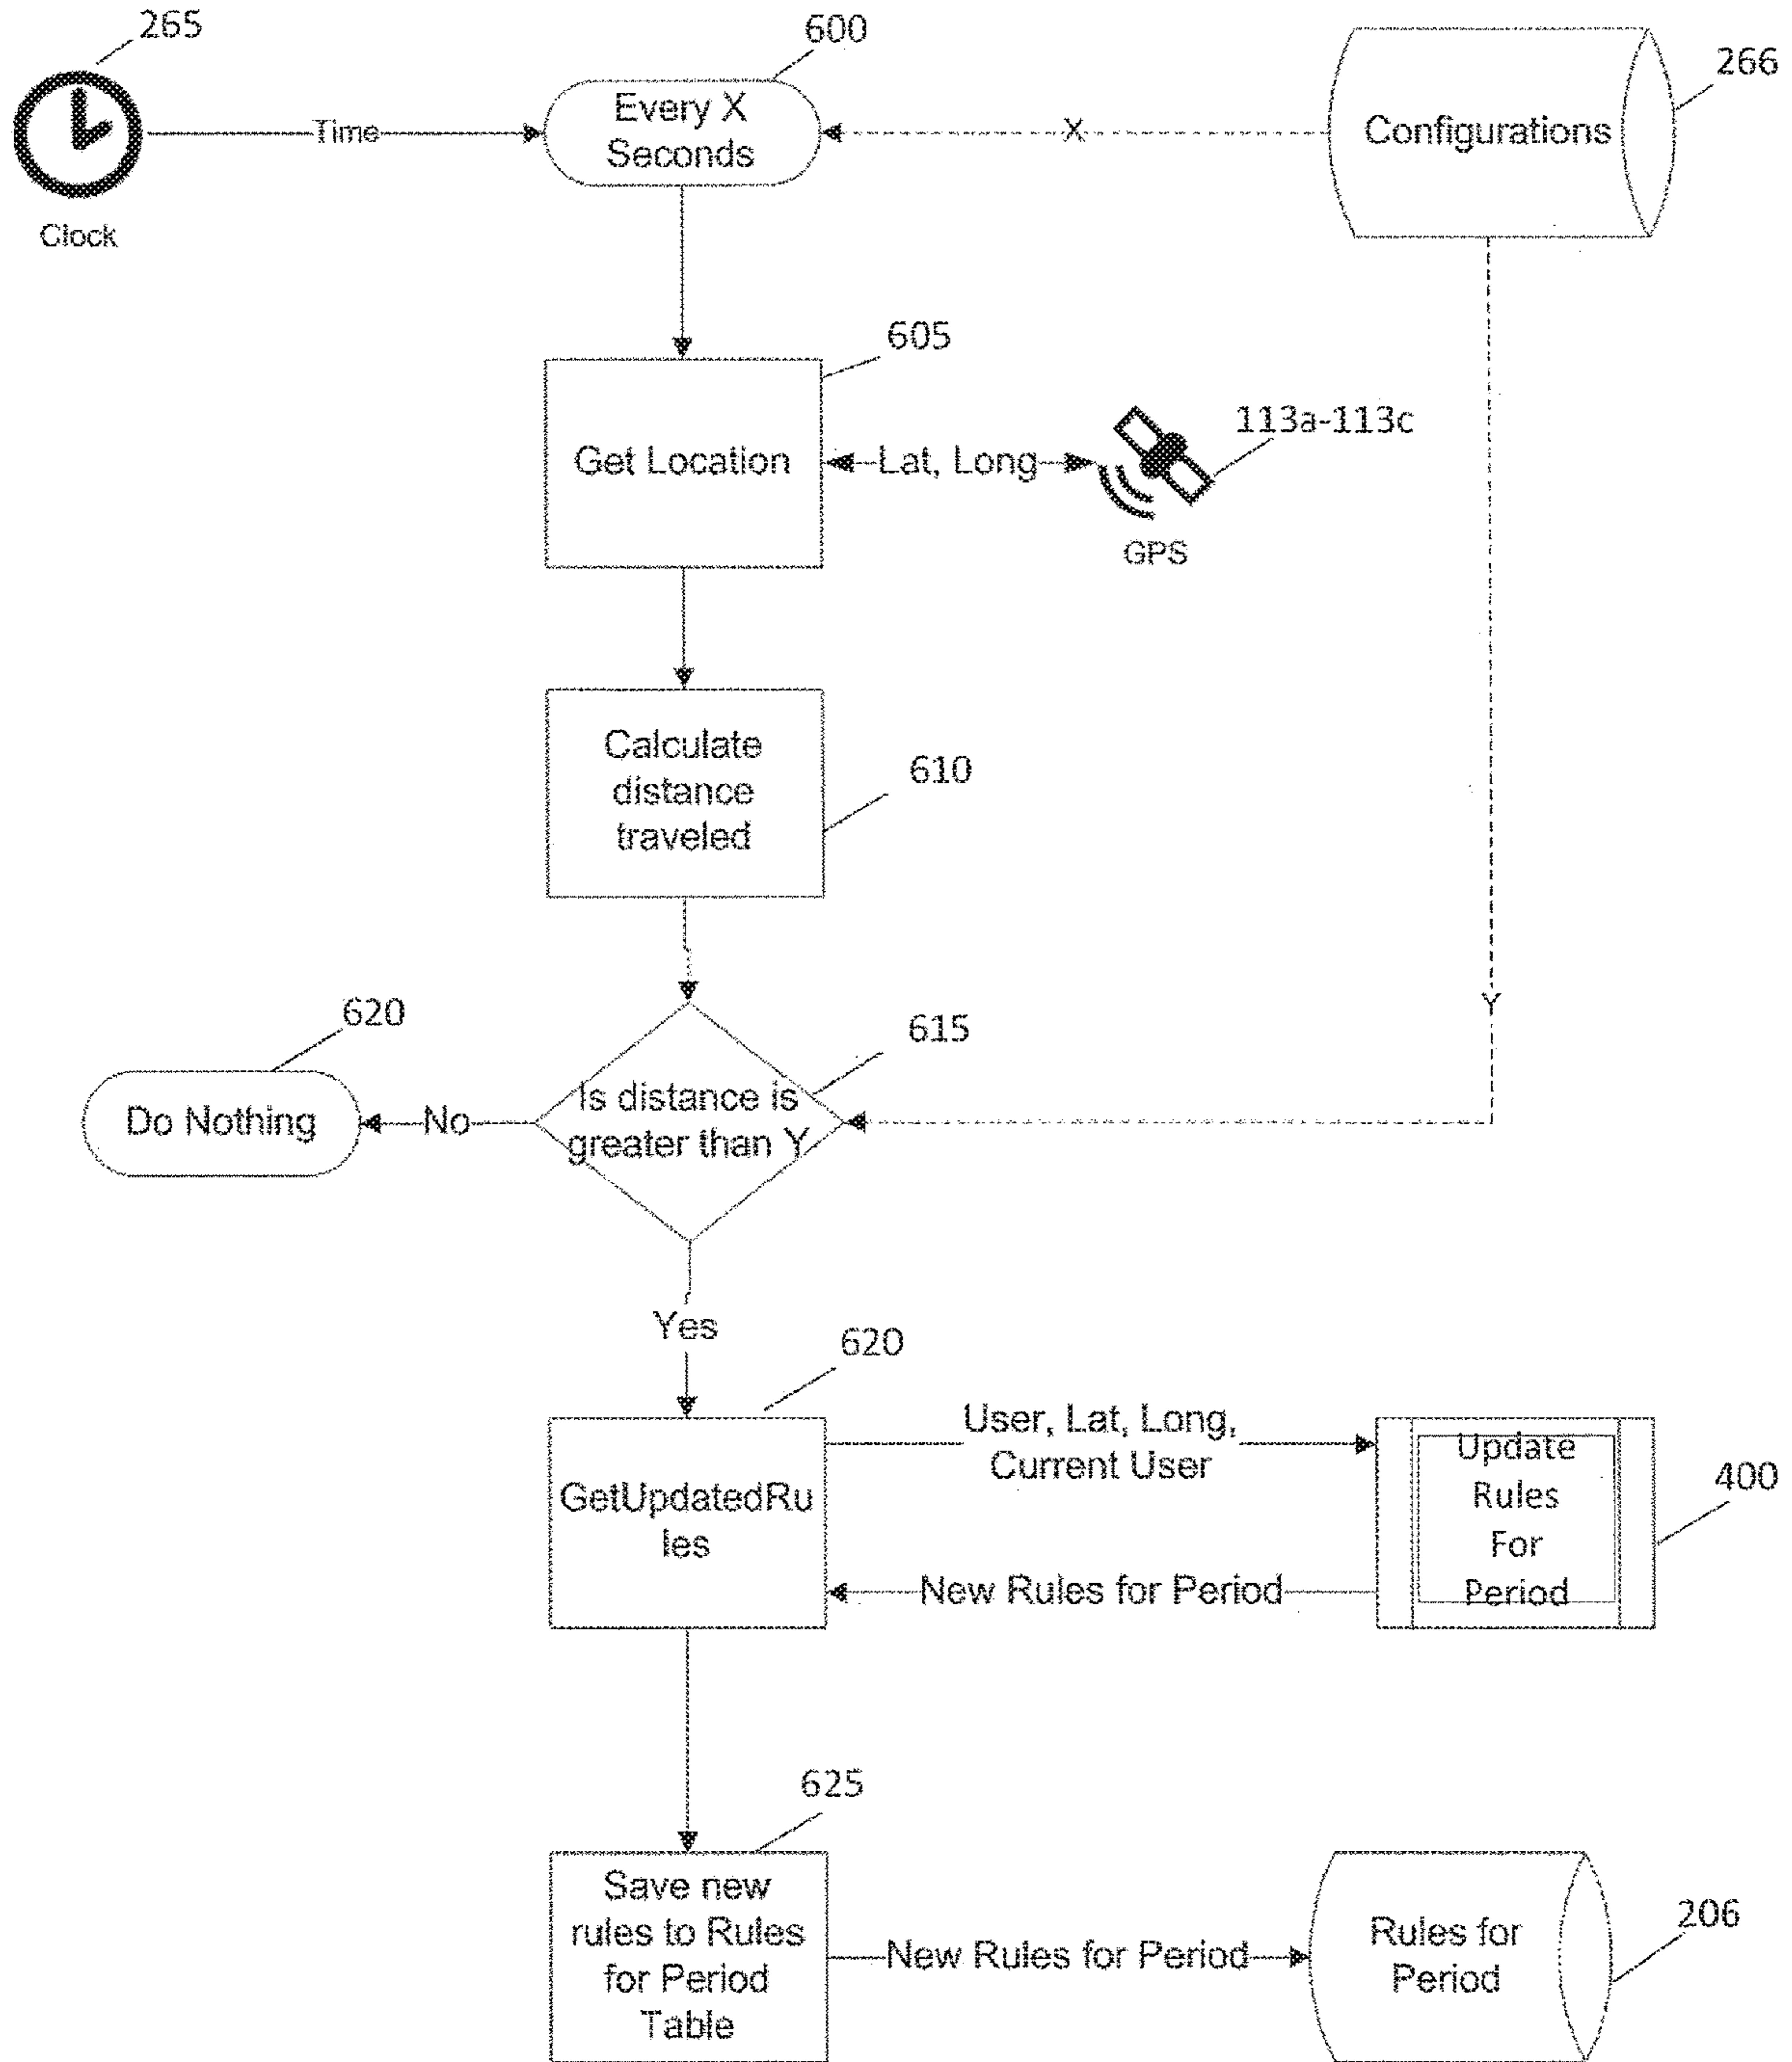 265
600
266
Every X
Seconds
Time
X
Configurations
Clock
605
113a-113c
Get Location
Lat, Long
GPS
Calculate
distance
traveled
610
Y
620
615
Do Nothing
No
Is distance is
greater than Y
Yes
620
User, Lat, Long,
Current User
GetUpdatedRu
les
Update
Rules
For
Period
400
New Rules for Period
625
Save new
rules to Rules
for Period
Table
New Rules for Period
Rules for
Period
206